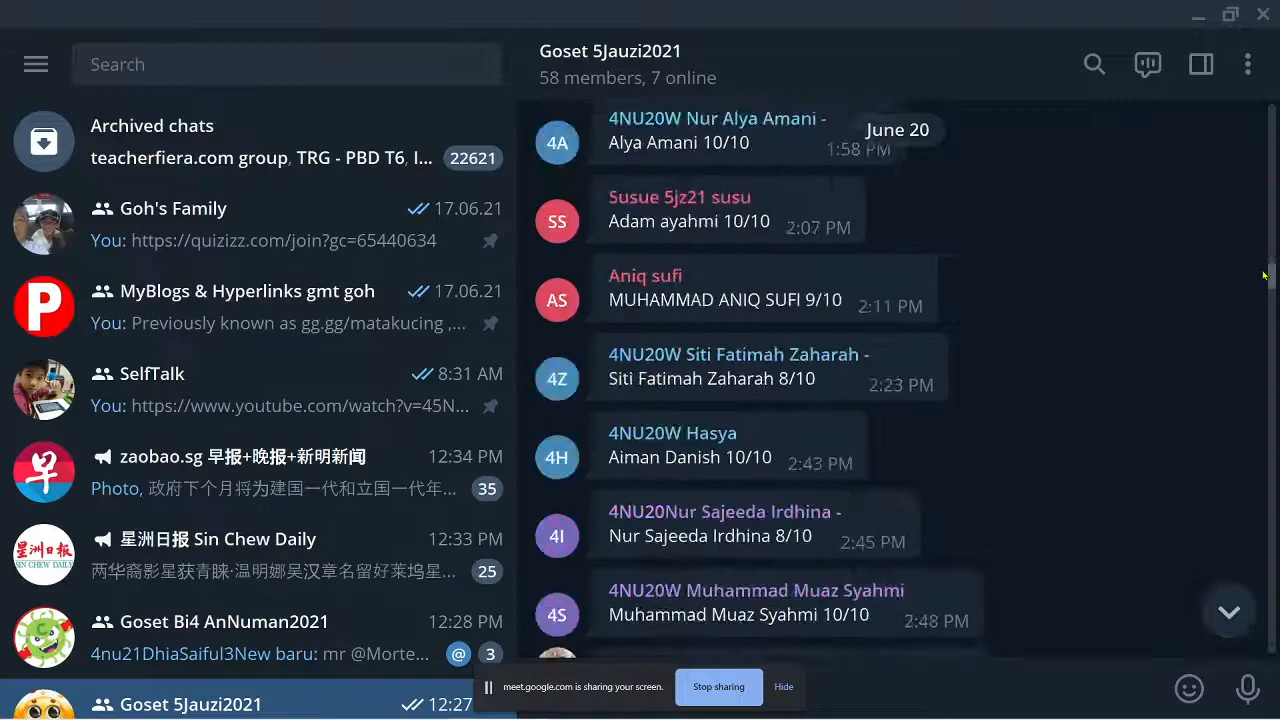 Search
Goset 5Jauzi2021
58 members, 7 online
Archived chats
teacherfiera.com group, TRG - PBD T6, I... 22621
Goh's Family 17.06.21
You: https://quizizz.com/join?gc=65440634
P
MyBlogs & Hyperlinks gmt goh 17.06.21
You: Previously known as gg.gg/matakucing ,...
SelfTalk 8:31 AM
You: https://www.youtube.com/watch?v=45N...
早
zaobao.sg 早报+晚报+新明新闻 12:34 PM
Photo, 政府下个月将为建国一代和立国一代年... 35
星洲日报
SIN CHEW DAILY
星洲日报 Sin Chew Daily 12:33 PM
两华裔影星获青睐·温明娜吴汉章名留好莱坞星... 25
Goset Bi4 AnNuman2021 12:28 PM
4nu21DhiaSaiful3New baru: mr @Morte... @ 3
Goset 5Jauzi2021 12:27
June 20
4A
4NU20W Nur Alya Amani -
Alya Amani 10/10 1:58 PM
SS
Susue 5jz21 susu
Adam ayahmi 10/10 2:07 PM
AS
Aniq sufi
MUHAMMAD ANIQ SUFI 9/10 2:11 PM
4Z
4NU20W Siti Fatimah Zaharah -
Siti Fatimah Zaharah 8/10 2:23 PM
4H
4NU20W Hasya
Aiman Danish 10/10 2:43 PM
4I
4NU20Nur Sajeeda Irdhina -
Nur Sajeeda Irdhina 8/10 2:45 PM
4S
4NU20W Muhammad Muaz Syahmi
Muhammad Muaz Syahmi 10/10 2:48 PM
meet.google.com is sharing your screen. Stop sharing Hide